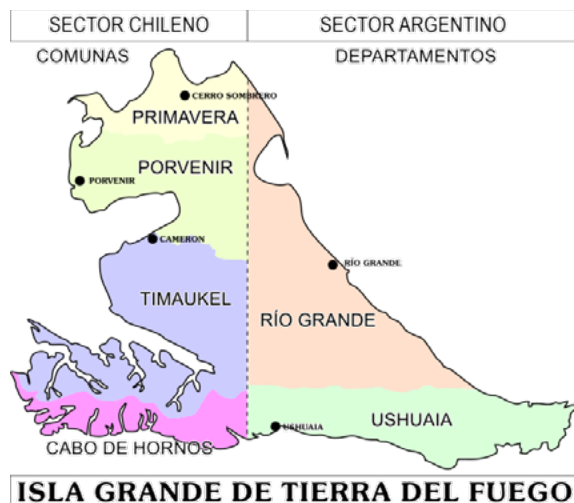 SECTOR CHILENO
SECTOR ARGENTINO
COMUNAS
DEPARTAMENTOS
CERRO SOMBRERO
PRIMAVERA
PORVENIR
PORVENIR
CAMERON
RÍO GRANDE
TIMAUKEL
RÍO GRANDE
USHUAIA
USHUAIA
CABO DE HORNOS
ISLA GRANDE DE TIERRA DEL FUEGO